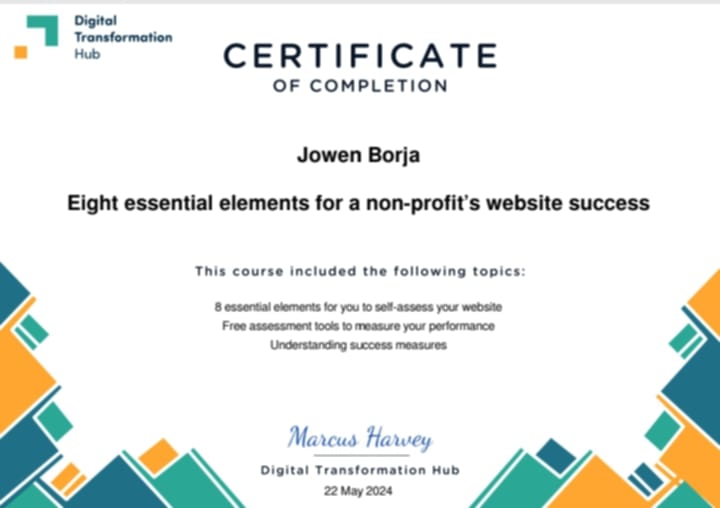 Digital
Transformation
Hub
CERTIFICATE
OF COMPLETION
Jowen Borja
Eight essential elements for a non-profit's website success
This course included the following topics:
8 essential elements for you to self-assess your website
Free assessment tools to measure your performance
Understanding success measures
Marcus Harvey
Digital Transformation Hub
22 May 2024